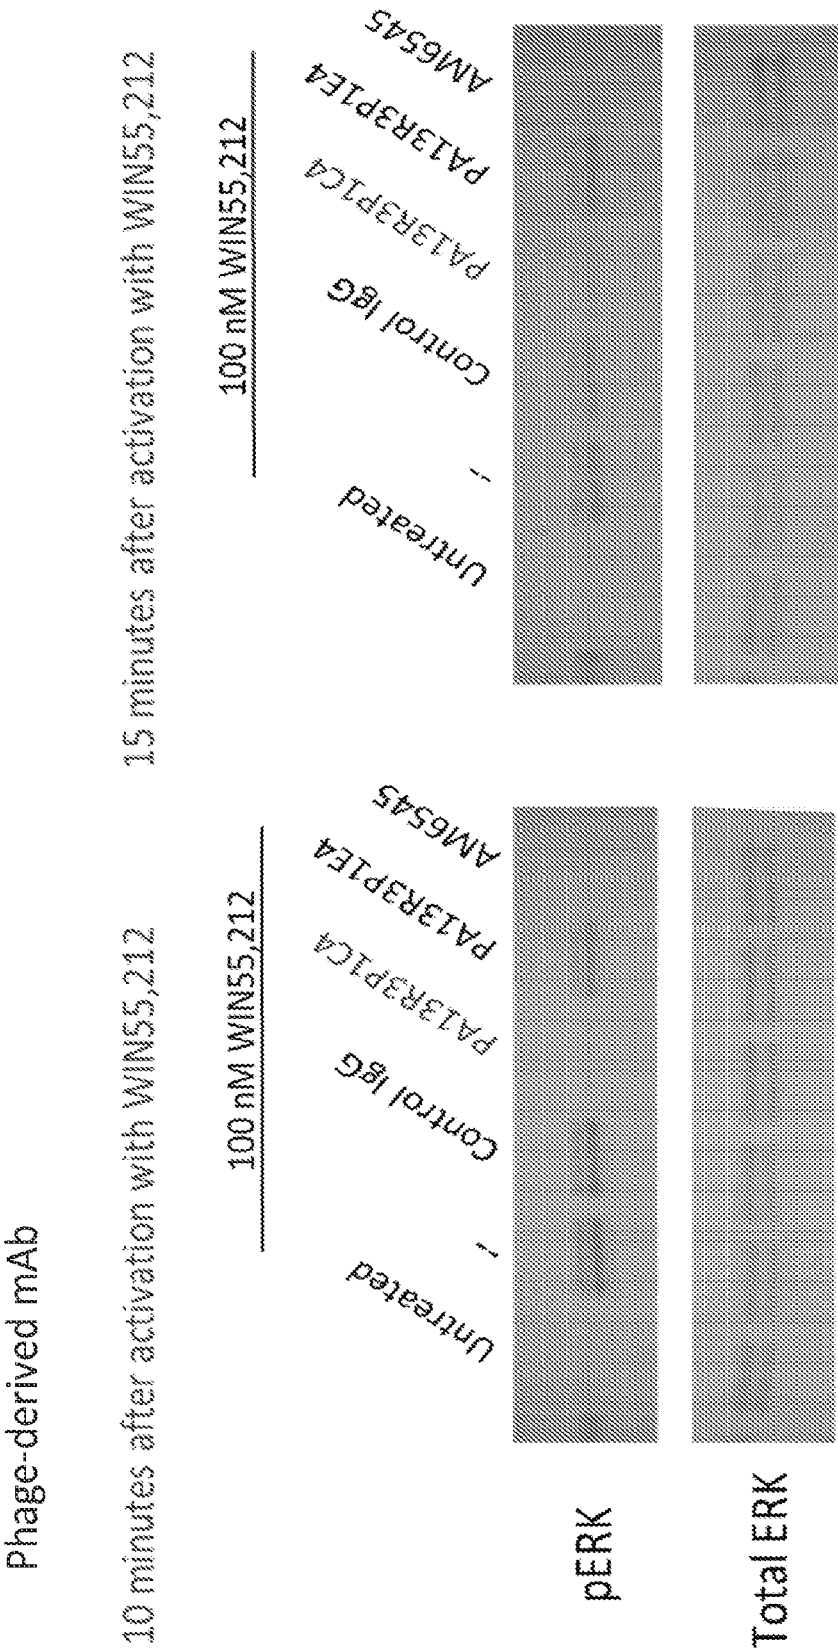 Phage-derived mAb
10 minutes after activation with WIN55,212
100 nM WIN55,212
Untreated
-
Control IgG
PA13R3P1C4
PA13R3P1E4
AM6545
15 minutes after activation with WIN55,212
100 nM WIN55,212
Untreated
-
Control IgG
PA13R3P1C4
PA13R3P1E4
AM6545
pERK
Total ERK